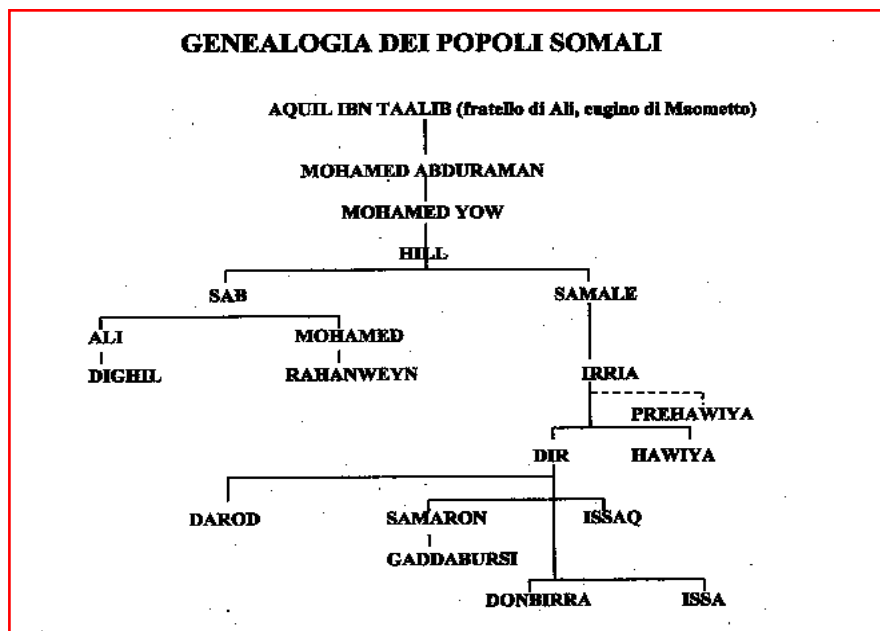 GENEALOGIA DEI POPOLI SOMALI
AQUIL IBN TAALIB (fratello di Ali, cugino di Maometto)
MOHAMED ABDURAMAN
MOHAMED YOW
HILL
SAB SAMALE
ALI MOHAMED
DIGHIL RAHANWEYN IRRIA
PREHAWIYA
DIR HAWIYA
DAROD SAMARON ISSAQ
GADDABURSI
DONBIRRA ISSA